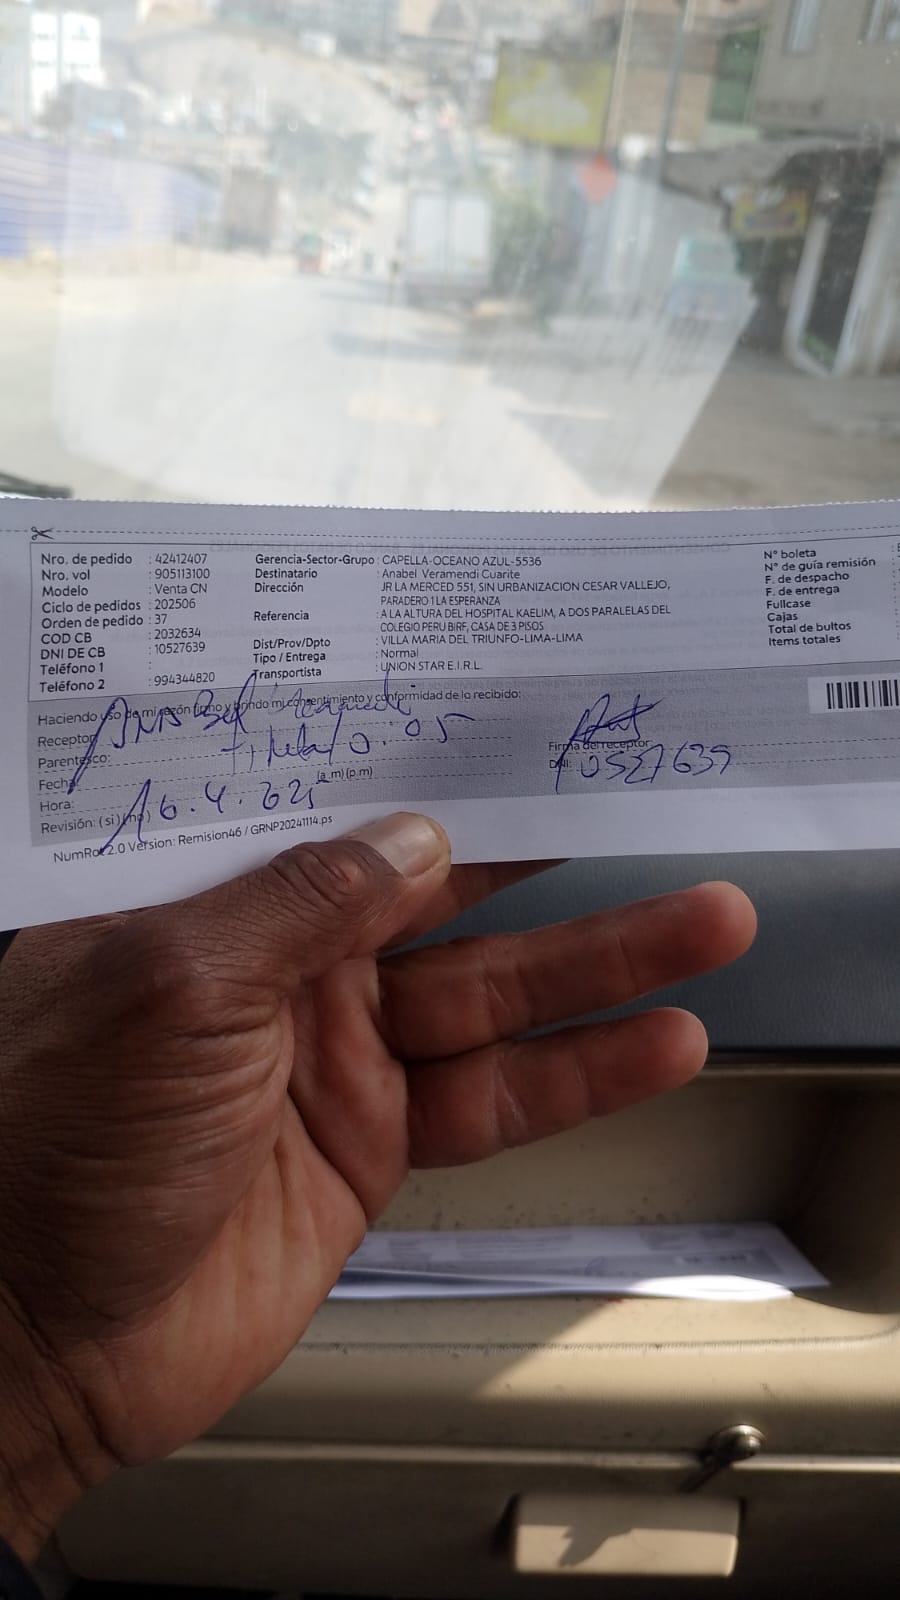 Nro. de pedido : 42412407
Nro. vol : 905113100
Modelo : Venta CN
Ciclo de pedidos : 202506
Orden de pedido : 37
COD CB : 2032634
DNI DE CB : 10527639
Teléfono 1 :
Teléfono 2 : 994344820
Gerencia-Sector-Grupo : CAPELLA-OCEANO AZUL-5536
Destinatario : Anabel Veramendi Cuarite
Dirección : JR LA MERCED 551, SIN URBANIZACION CESAR VALLEJO,
PARADERO 1 LA ESPERANZA
Referencia : A LA ALTURA DEL HOSPITAL KAELIM, A DOS PARALELAS DEL
COLEGIO PERU BIRF, CASA DE 3 PISOS
Dist/Prov/Dpto : VILLA MARIA DEL TRIUNFO-LIMA-LIMA
Tipo / Entrega : Normal
Transportista : UNION STAR E.I.R.L.
N° boleta :
N° de guía remisión :
F. de despacho :
F. de entrega :
Fullcase :
Cajas :
Total de bultos :
Items totales :
Haciendo uso de mi razón firmo y brindo mi consentimiento y conformidad de lo recibido:
Receptor: Anabel
Parentesco: Titular 10.05
Fecha:
Hora: (a.m) (p.m)
16.4.
Revisión: (si) (no)
Firma del receptor:
DNI: 10527639
NumRot 2.0 Version: Remision46 / GRNP20241114.ps